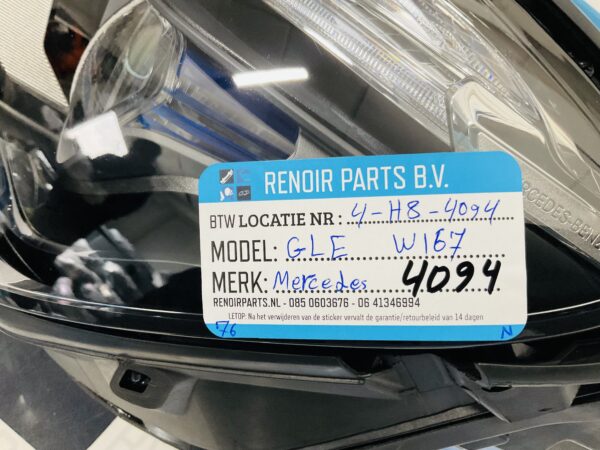 RENOIR PARTS B.V.
BTW LOCATIE NR: 4-H8-4094
MODEL: GLE W167
MERK: Mercedes 4094
RENOIRPARTS.NL - 085 0603676 - 06 41346994
LETOP: Na het verwijderen van de sticker vervalt de garantie/retourbeleid van 14 dagen
76 N
MERCEDES-BENZ